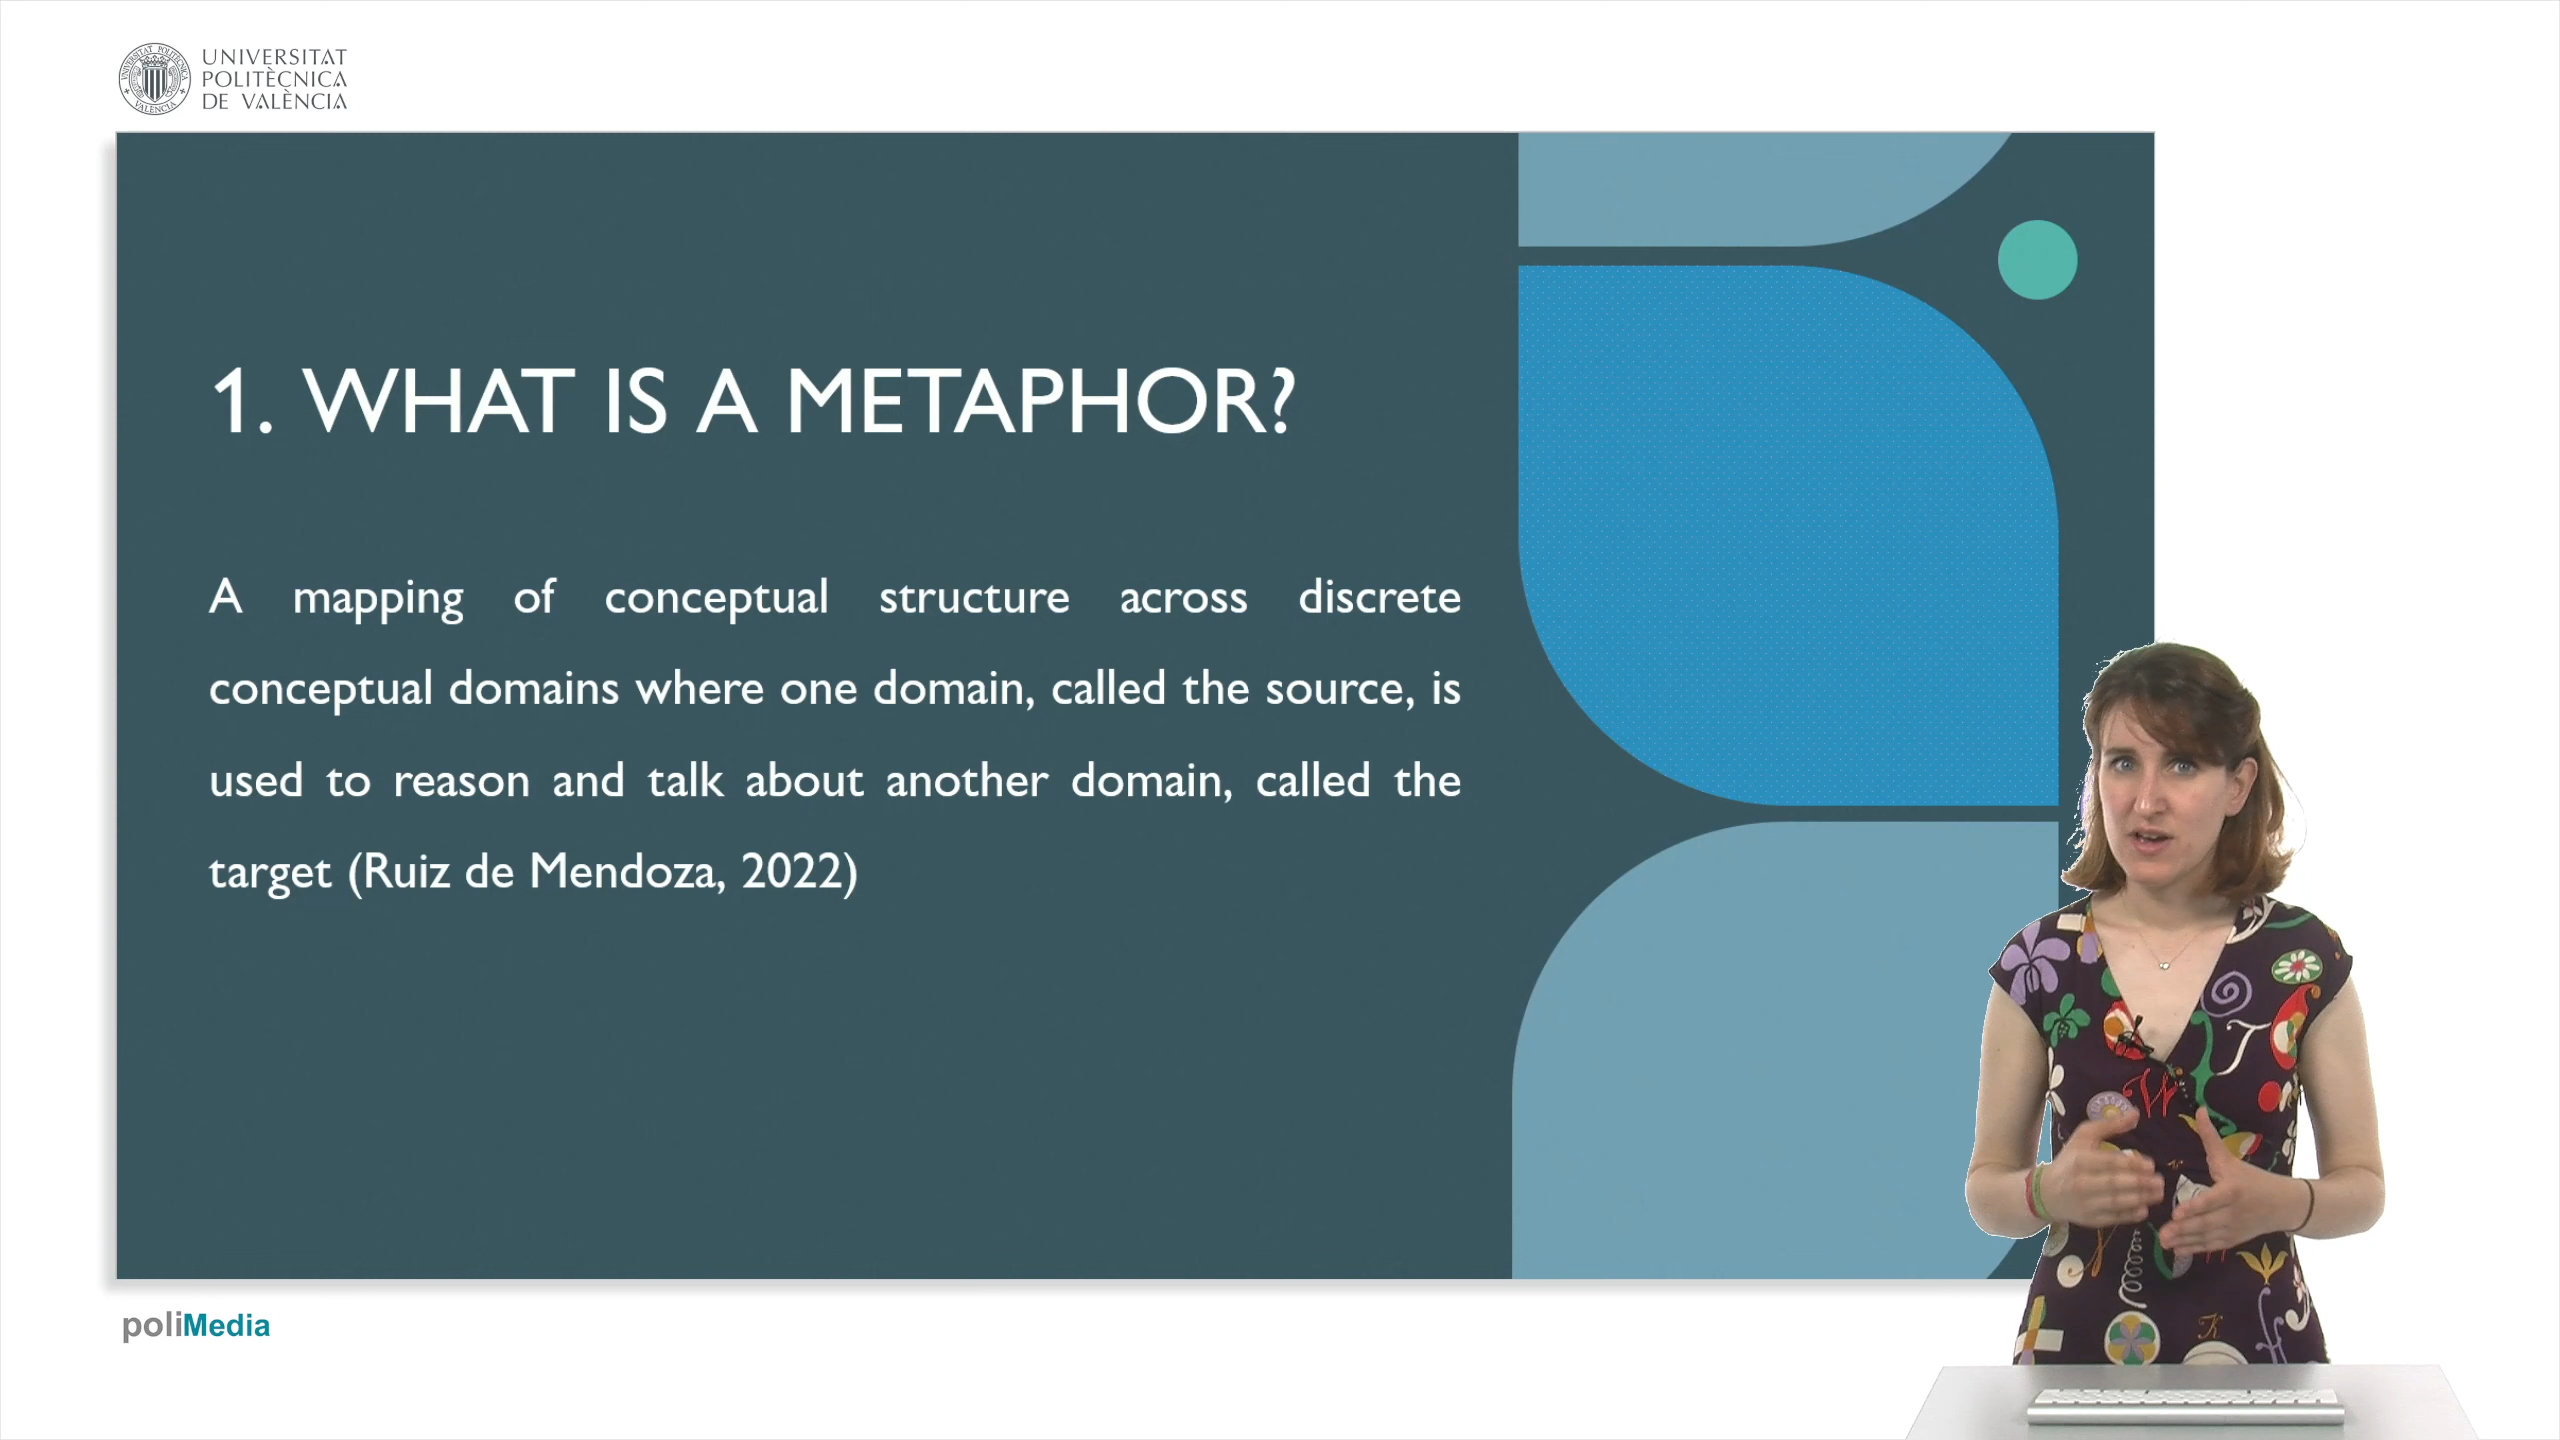 UNIVERSITAT
POLITÈCNICA
DE VALÈNCIA
1. WHAT IS A METAPHOR?
A mapping of conceptual structure across discrete
conceptual domains where one domain, called the source, is
used to reason and talk about another domain, called the
target (Ruiz de Mendoza, 2022)
poliMedia